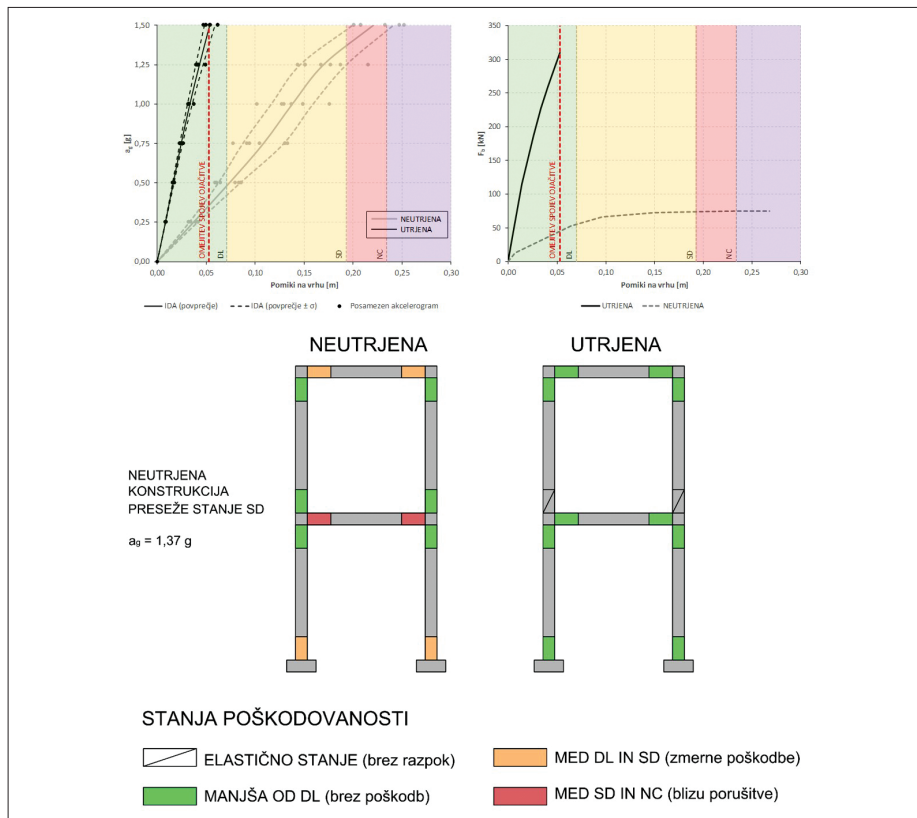 1,50
1,25
1,00
0,75
0,50
0,25
0,00
a_g [g]
0,00 0,05 0,10 0,15 0,20 0,25 0,30
Pomiki na vrhu [m]
OMEJITEV SPOJEV OJAČITVE
DL
SD
NC
NEUTRJENA
UTRJENA
IDA (povprečje)
IDA (povprečje ± σ)
Posamezen akcelerogram
350
300
250
200
150
100
50
0
F_b [kN]
0,00 0,05 0,10 0,15 0,20 0,25 0,30
Pomiki na vrhu [m]
OMEJITEV SPOJEV OJAČITVE
DL
SD
NC
UTRJENA
NEUTRJENA
NEUTRJENA
UTRJENA
NEUTRJENA
KONSTRUKCIJA
PRESEŽE STANJE SD
a_g = 1,37 g
STANJA POŠKODOVANOSTI
ELASTIČNO STANJE (brez razpok)
MANJŠA OD DL (brez poškodb)
MED DL IN SD (zmerne poškodbe)
MED SD IN NC (blizu porušitve)